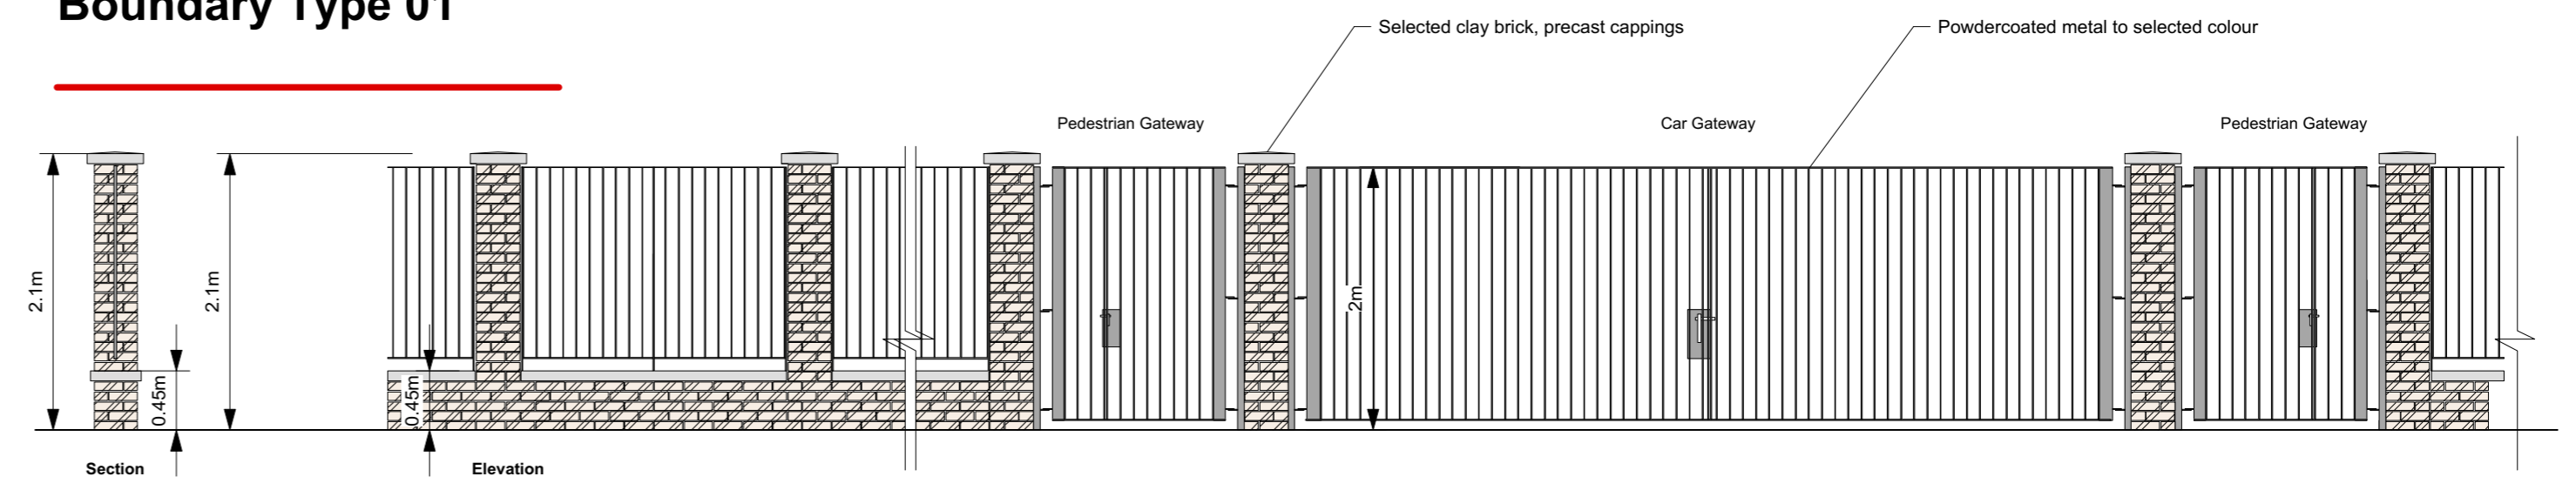 Boundary Type 01
Selected clay brick, precast cappings
Powdercoated metal to selected colour
Pedestrian Gateway
Car Gateway
Pedestrian Gateway
2.1m
0.45m
2.1m
0.45m
2m
Section
Elevation